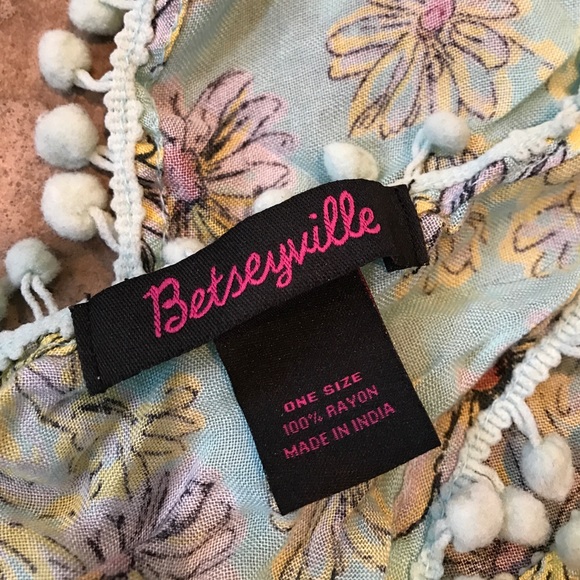 Betseyville
ONE SIZE
100% RAYON
MADE IN INDIA